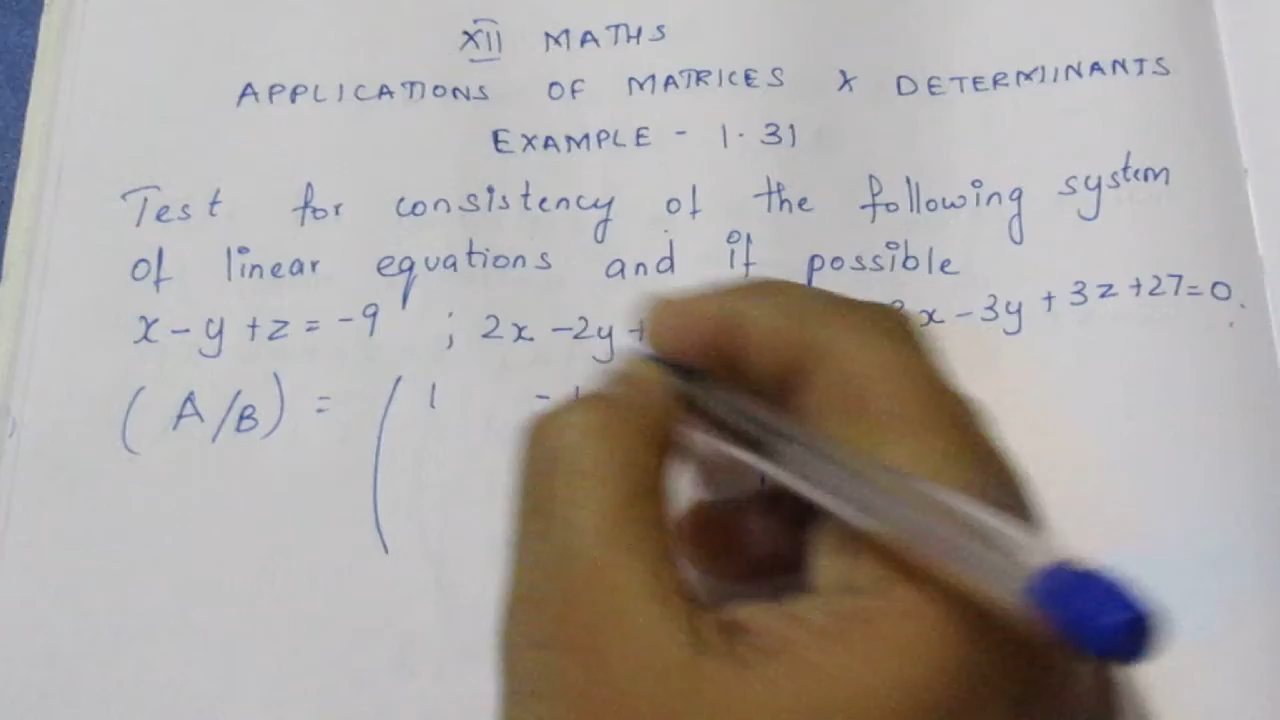 XII MATHS
APPLICATIONS OF MATRICES & DETERMINANTS
EXAMPLE - 1.31
Test for consistency of the following system
of linear equations and if possible
x - y + z = -9 ; 2x - 2y + x - 3y + 3z + 27 = 0.
(A/B) = ( 1 -1